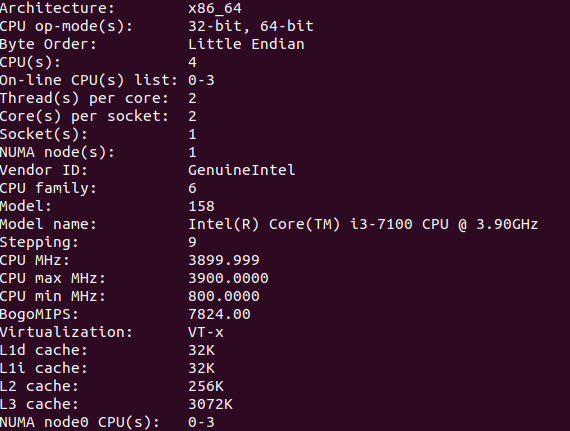 Architecture: x86_64
CPU op-mode(s): 32-bit, 64-bit
Byte Order: Little Endian
CPU(s): 4
On-line CPU(s) list: 0-3
Thread(s) per core: 2
Core(s) per socket: 2
Socket(s): 1
NUMA node(s): 1
Vendor ID: GenuineIntel
CPU family: 6
Model: 158
Model name: Intel(R) Core(TM) i3-7100 CPU @ 3.90GHz
Stepping: 9
CPU MHz: 3899.999
CPU max MHz: 3900.0000
CPU min MHz: 800.0000
BogoMIPS: 7824.00
Virtualization: VT-x
L1d cache: 32K
L1i cache: 32K
L2 cache: 256K
L3 cache: 3072K
NUMA node0 CPU(s): 0-3